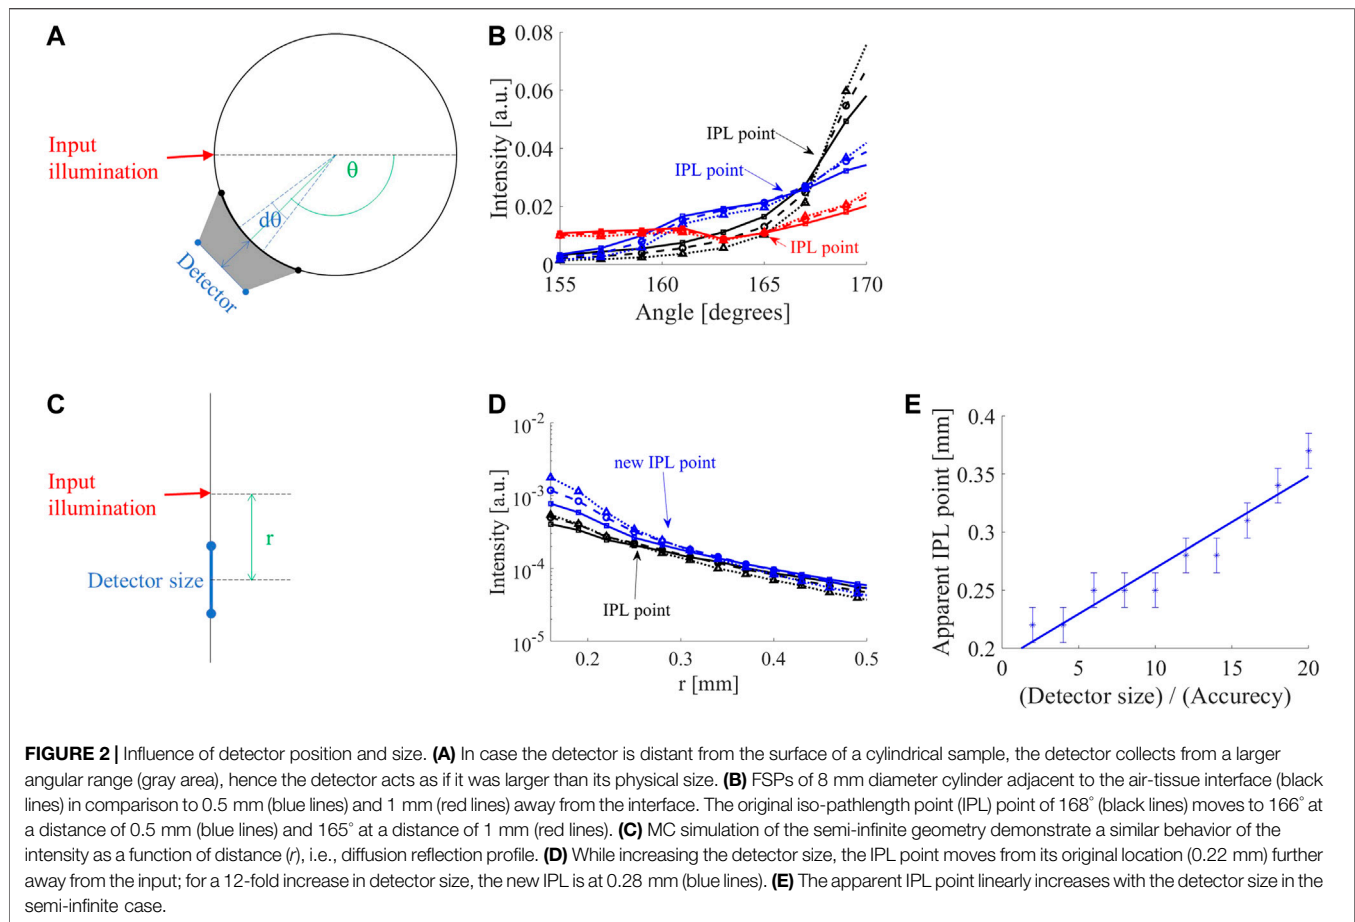 A
Input
illumination
θ
dθ
Detector
B
0.08
0.06
0.04
0.02
0
Intensity [a.u.]
IPL point
IPL point
IPL point
155
160
165
170
Angle [degrees]
C
Input
illumination
r
Detector size
D
10-2
10-3
10-4
10-5
Intensity [a.u.]
new IPL point
IPL point
0.2
0.3
0.4
0.5
r [mm]
E
0.4
0.35
0.3
0.25
0.2
Apparent IPL point [mm]
0
5
10
15
20
(Detector size) / (Accurecy)
FIGURE 2 | Influence of detector position and size. (A) In case the detector is distant from the surface of a cylindrical sample, the detector collects from a larger
angular range (gray area), hence the detector acts as if it was larger than its physical size. (B) FSPs of 8 mm diameter cylinder adjacent to the air-tissue interface (black
lines) in comparison to 0.5 mm (blue lines) and 1 mm (red lines) away from the interface. The original iso-pathlength point (IPL) point of 168° (black lines) moves to 166° at
a distance of 0.5 mm (blue lines) and 165° at a distance of 1 mm (red lines). (C) MC simulation of the semi-infinite geometry demonstrate a similar behavior of the
intensity as a function of distance (r), i.e., diffusion reflection profile. (D) While increasing the detector size, the IPL point moves from its original location (0.22 mm) further
away from the input; for a 12-fold increase in detector size, the new IPL is at 0.28 mm (blue lines). (E) The apparent IPL point linearly increases with the detector size in the
semi-infinite case.